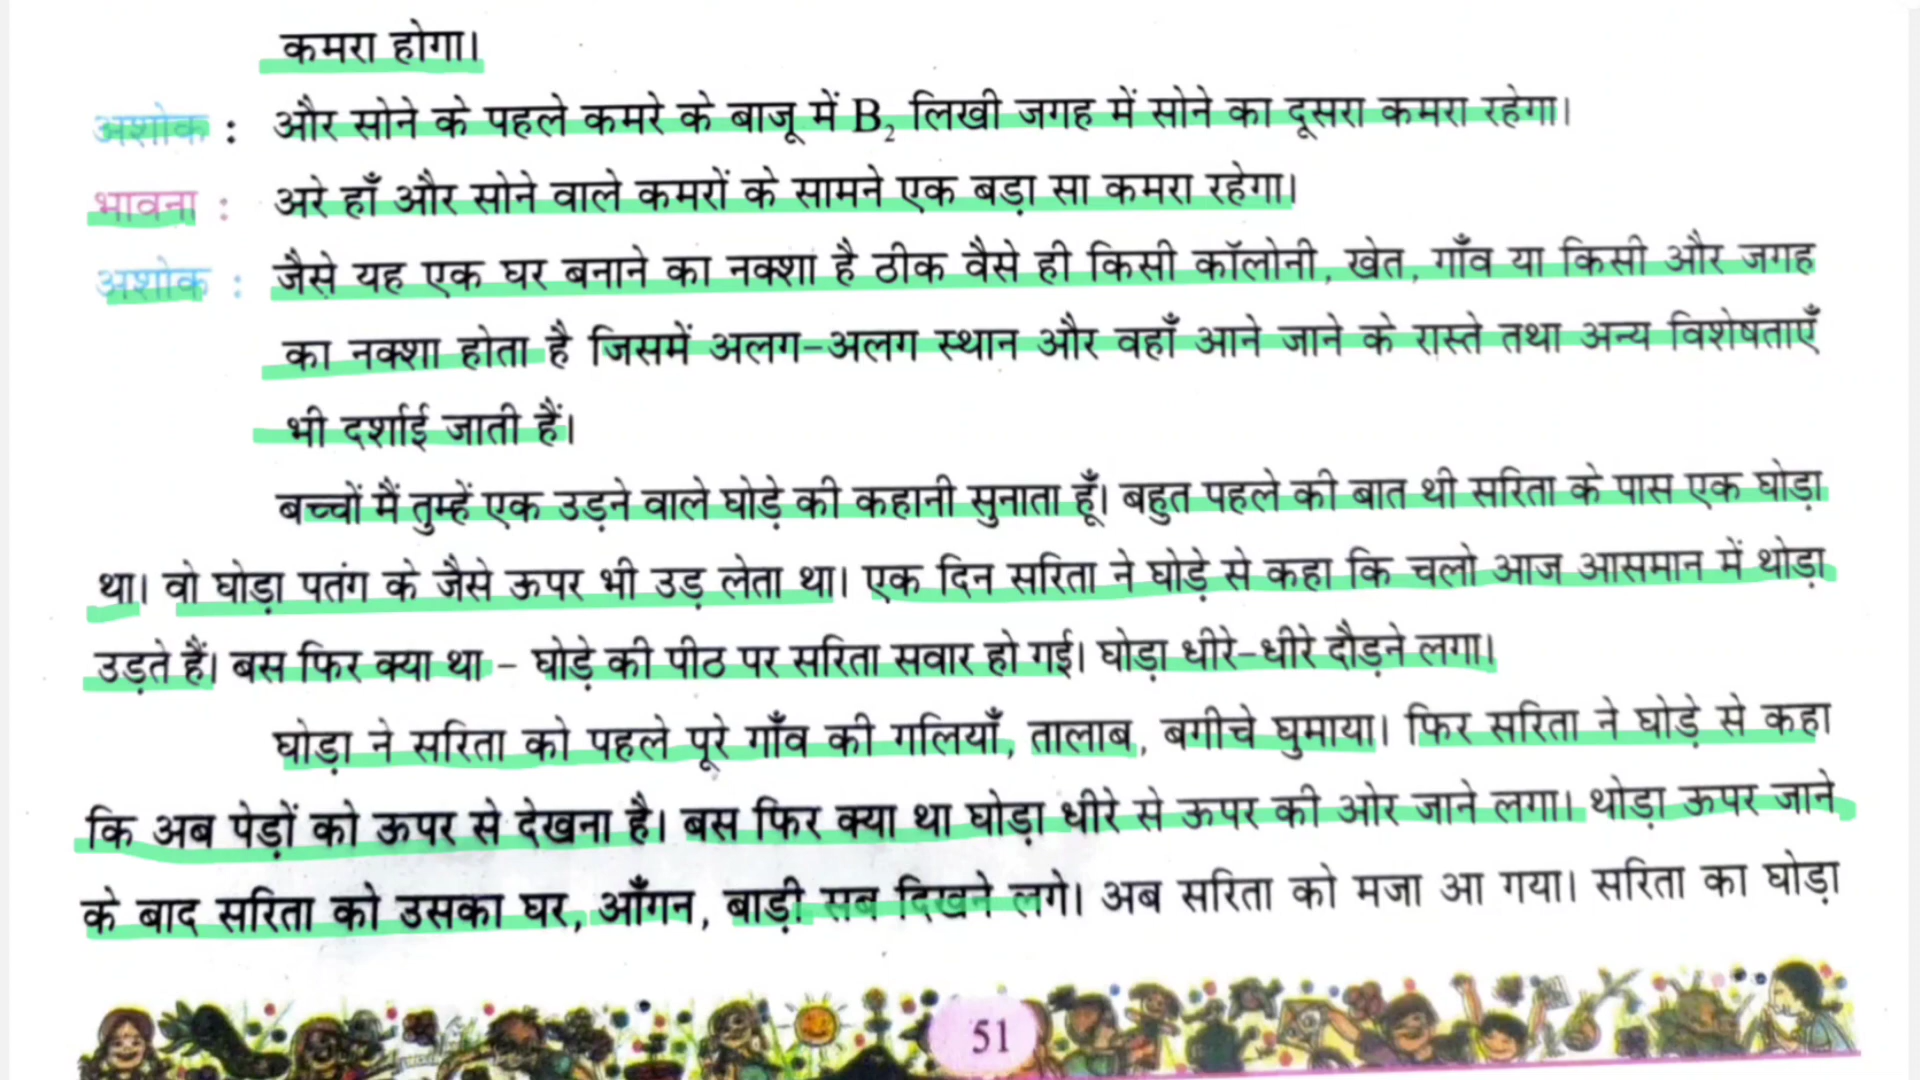 कमरा होगा।
अशोक : और सोने के पहले कमरे के बाजू में B₂ लिखी जगह में सोने का दूसरा कमरा रहेगा।
भावना : अरे हाँ और सोने वाले कमरों के सामने एक बड़ा सा कमरा रहेगा।
अशोक : जैसे यह एक घर बनाने का नक्शा है ठीक वैसे ही किसी कॉलोनी, खेत, गाँव या किसी और जगह
का नक्शा होता है जिसमें अलग-अलग स्थान और वहाँ आने जाने के रास्ते तथा अन्य विशेषताएँ
भी दर्शाई जाती हैं।
बच्चों मैं तुम्हें एक उड़ने वाले घोड़े की कहानी सुनाता हूँ। बहुत पहले की बात थी सरिता के पास एक घोड़ा
था। वो घोड़ा पतंग के जैसे ऊपर भी उड़ लेता था। एक दिन सरिता ने घोड़े से कहा कि चलो आज आसमान में थोड़ा
उड़ते हैं। बस फिर क्या था – घोड़े की पीठ पर सरिता सवार हो गई। घोड़ा धीरे-धीरे दौड़ने लगा।
घोड़ा ने सरिता को पहले पूरे गाँव की गलियाँ, तालाब, बगीचे घुमाया। फिर सरिता ने घोड़े से कहा
कि अब पेड़ों को ऊपर से देखना है। बस फिर क्या था घोड़ा धीरे से ऊपर की ओर जाने लगा। थोड़ा ऊपर जाने
के बाद सरिता को उसका घर, आँगन, बाड़ी सब दिखने लगे। अब सरिता को मजा आ गया। सरिता का घोड़ा
51